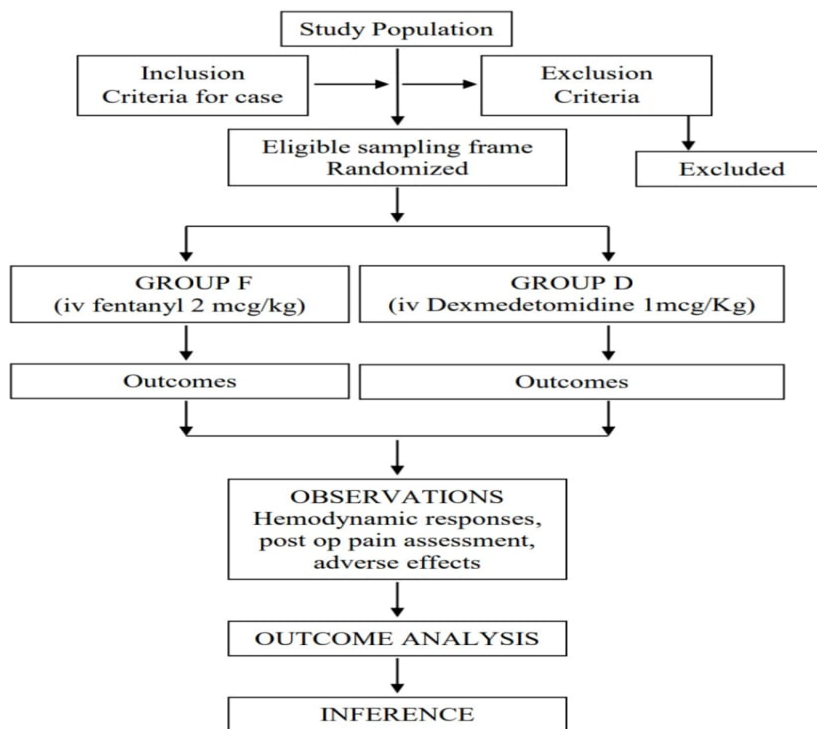 Study Population
Inclusion
Criteria for case
Exclusion
Criteria
Eligible sampling frame
Randomized
Excluded
GROUP F
(iv fentanyl 2 mcg/kg)
GROUP D
(iv Dexmedetomidine 1mcg/Kg)
Outcomes
Outcomes
OBSERVATIONS
Hemodynamic responses,
post op pain assessment,
adverse effects
OUTCOME ANALYSIS
INFERENCE